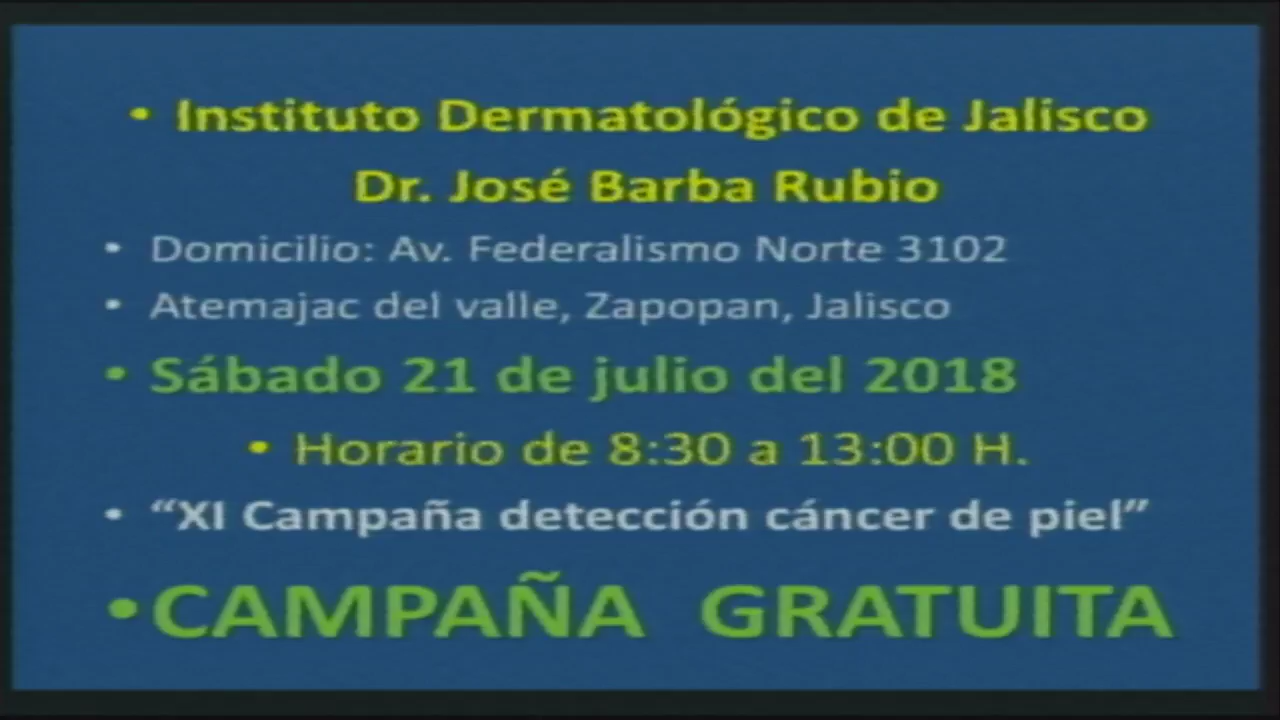 • Instituto Dermatológico de Jalisco
Dr. José Barba Rubio
• Domicilio: Av. Federalismo Norte 3102
• Atemajac del valle, Zapopan, Jalisco
• Sábado 21 de julio del 2018
• Horario de 8:30 a 13:00 H.
• “XI Campaña detección cáncer de piel”
• CAMPAÑA GRATUITA